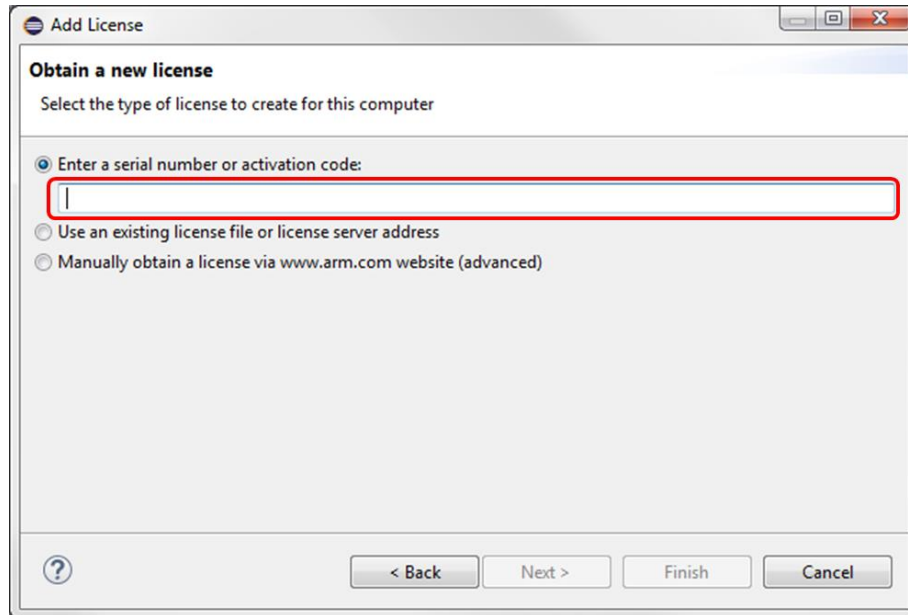 Add License
Obtain a new license
Select the type of license to create for this computer
Enter a serial number or activation code:
Use an existing license file or license server address
Manually obtain a license via www.arm.com website (advanced)
? < Back Next > Finish Cancel